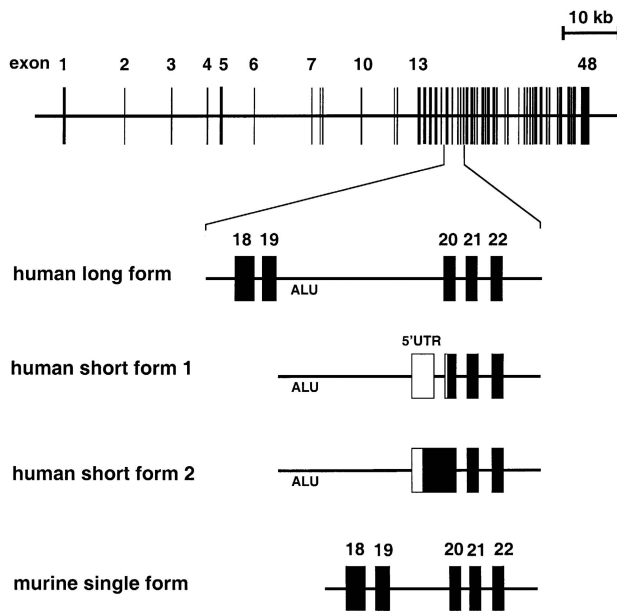 10 kb
exon 1 2 3 4 5 6 7 10 13 48
18 19 20 21 22
human long form
ALU
5'UTR
human short form 1
ALU
human short form 2
ALU
18 19 20 21 22
murine single form